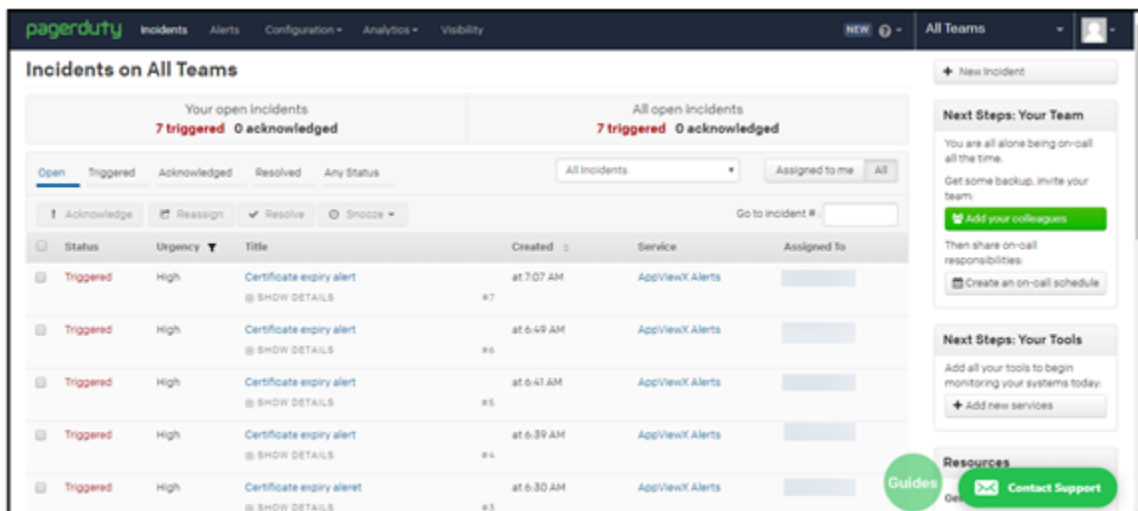 pagerduty Incidents Alerts Configuration Analytics Visibility NEW All Teams
Incidents on All Teams
+ New Incident
Your open incidents
7 triggered 0 acknowledged
All open incidents
7 triggered 0 acknowledged
Next Steps: Your Team
You are all alone being on-call
all the time.
Get some backup, invite your
team:
Add your colleagues
Then share on-call
responsibilities:
Create an on-call schedule
Open Triggered Acknowledged Resolved Any Status
All Incidents Assigned to me All
! Acknowledge Reassign Resolve Snooze
Go to incident #:
Status Urgency Title Created Service Assigned To
Triggered High Certificate expiry alert at 7:07 AM AppViewX Alerts
SHOW DETAILS #7
Triggered High Certificate expiry alert at 6:49 AM AppViewX Alerts
SHOW DETAILS #6
Triggered High Certificate expiry alert at 6:41 AM AppViewX Alerts
SHOW DETAILS #5
Triggered High Certificate expiry alert at 6:39 AM AppViewX Alerts
SHOW DETAILS #4
Triggered High Certificate expiry aleret at 6:30 AM AppViewX Alerts
SHOW DETAILS #3
Next Steps: Your Tools
Add all your tools to begin
monitoring your systems today:
+ Add new services
Resources
Guides
Contact Support